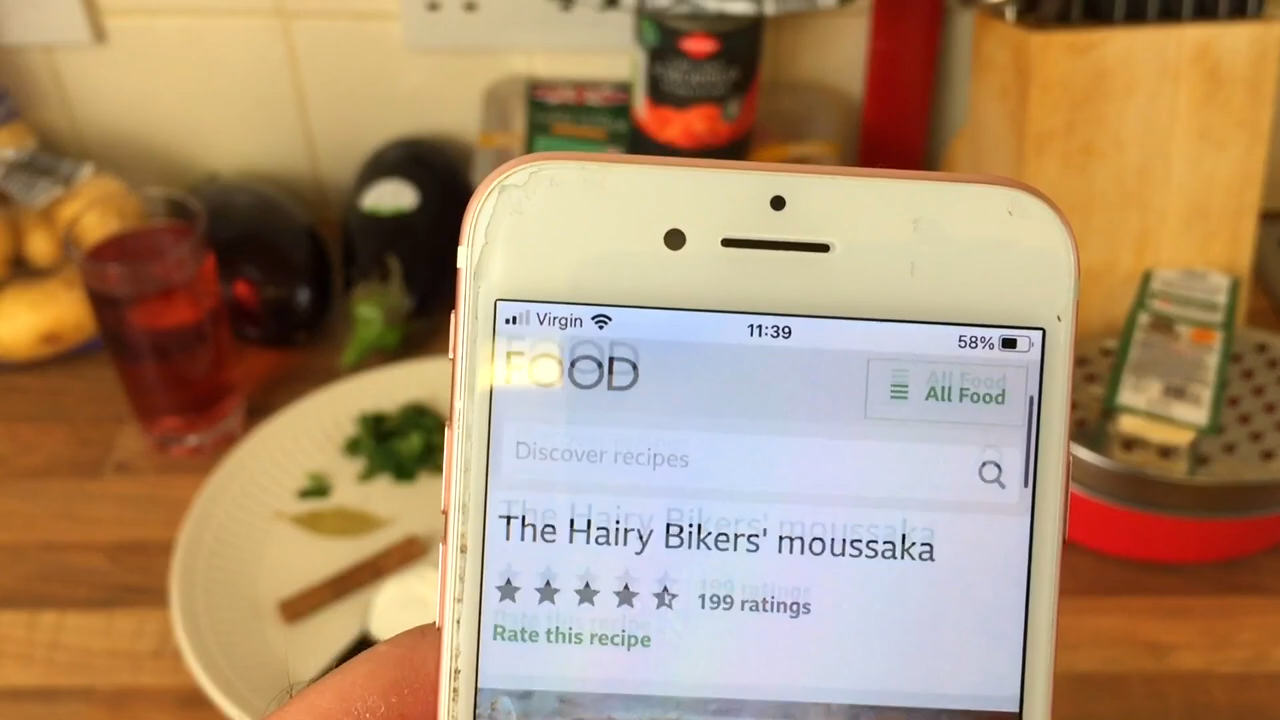 Virgin 11:39 58%
FOOD
All Food
Discover recipes
The Hairy Bikers' moussaka
199 ratings
Rate this recipe